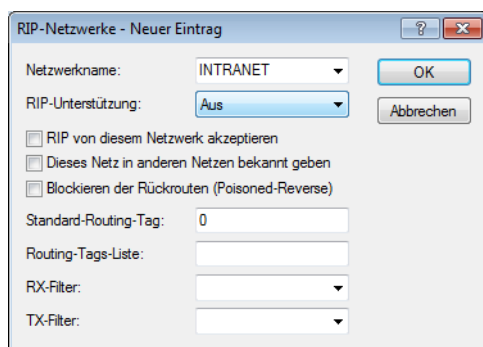 RIP-Netzwerke - Neuer Eintrag
?
Netzwerkname: INTRANET OK
RIP-Unterstützung: Aus Abbrechen
RIP von diesem Netzwerk akzeptieren
Dieses Netz in anderen Netzen bekannt geben
Blockieren der Rückrouten (Poisoned-Reverse)
Standard-Routing-Tag: 0
Routing-Tags-Liste:
RX-Filter:
TX-Filter: